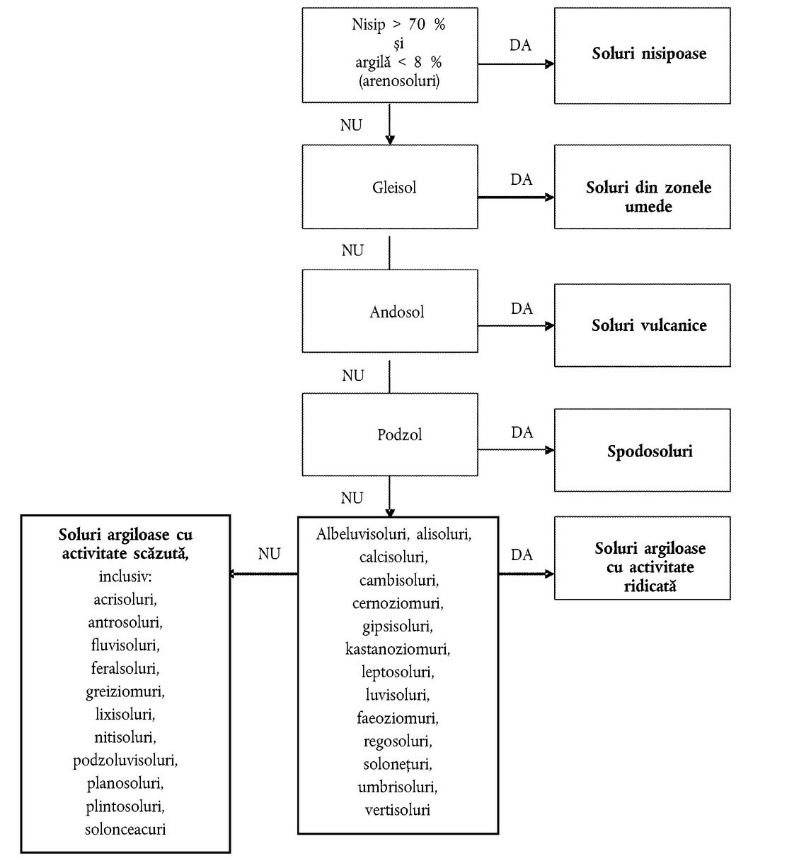 Nisip > 70 %
și
argilă < 8 %
(arenosoluri)
DA
Soluri nisipoase
NU
Gleisol
DA
Soluri din zonele
umede
NU
Andosol
DA
Soluri vulcanice
NU
Podzol
DA
Spodosoluri
NU
Soluri argiloase cu
activitate scăzută,
inclusiv:
acrisoluri,
antrosoluri,
fluvisoluri,
feralsoluri,
greiziomuri,
lixisoluri,
nitisoluri,
podzoluvisoluri,
planosoluri,
plintosoluri,
solonceacuri
NU
Albeluvisoluri, alisoluri,
calcisoluri,
cambisoluri,
cernoziomuri,
gipsisoluri,
kastanoziomuri,
leptosoluri,
luvisoluri,
faeoziomuri,
regosoluri,
solonețuri,
umbrisoluri,
vertisoluri
DA
Soluri argiloase
cu activitate
ridicată